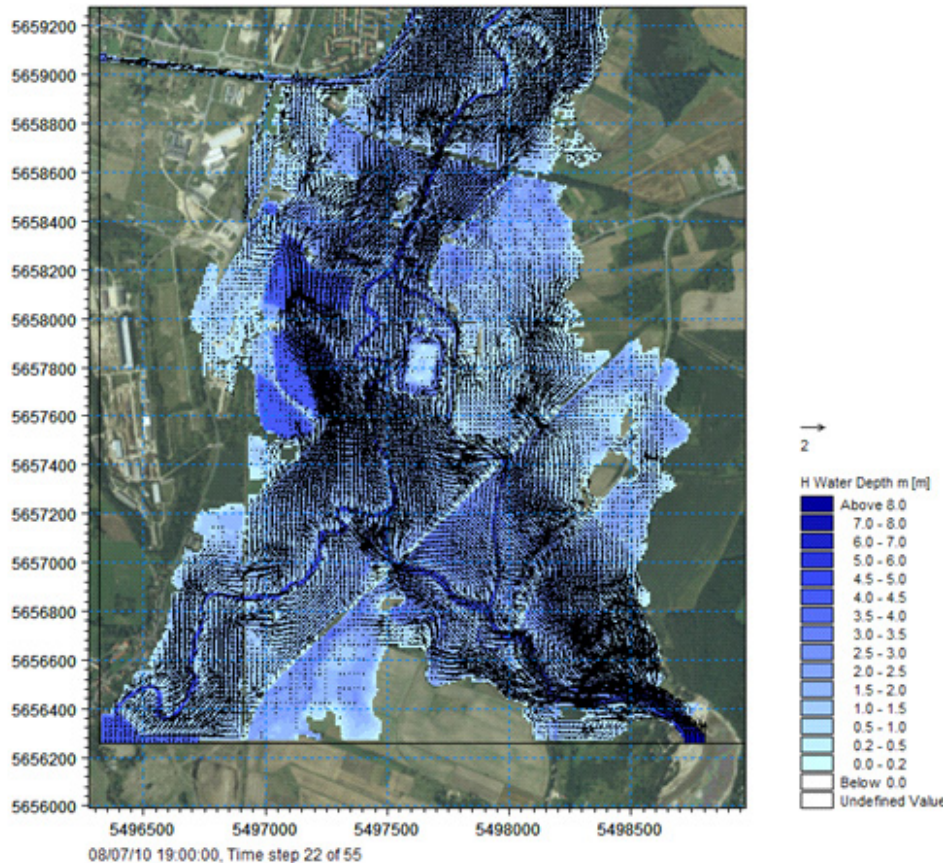 5659200
5659000
5658800
5658600
5658400
5658200
5658000
5657800
5657600
5657400
5657200
5657000
5656800
5656600
5656400
5656200
5656000
5496500 5497000 5497500 5498000 5498500
08/07/10 19:00:00, Time step 22 of 55
2
H Water Depth m [m]
Above 8.0
7.0 - 8.0
6.0 - 7.0
5.0 - 6.0
4.5 - 5.0
4.0 - 4.5
3.5 - 4.0
3.0 - 3.5
2.5 - 3.0
2.0 - 2.5
1.5 - 2.0
1.0 - 1.5
0.5 - 1.0
0.2 - 0.5
0.0 - 0.2
Below 0.0
Undefined Value